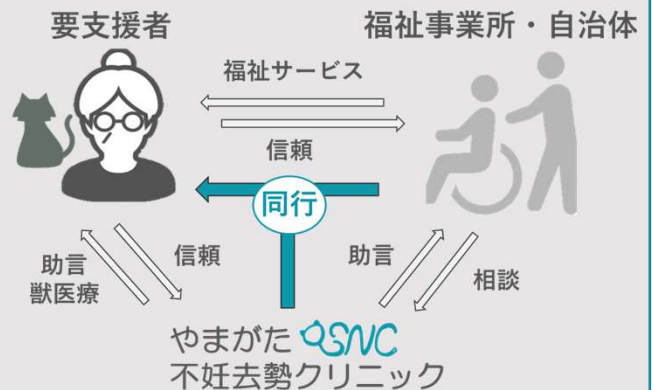 要支援者
福祉事業所・自治体
福祉サービス
信頼
同行
助言
獣医療
信頼
助言
相談
やまがた SNC
不妊去勢クリニック